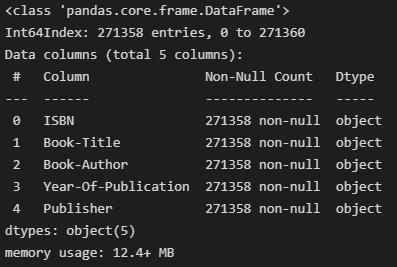 <class 'pandas.core.frame.DataFrame'>
Int64Index: 271358 entries, 0 to 271360
Data columns (total 5 columns):
 #   Column               Non-Null Count   Dtype
---  ------               --------------   -----
 0   ISBN                 271358 non-null  object
 1   Book-Title           271358 non-null  object
 2   Book-Author          271358 non-null  object
 3   Year-Of-Publication  271358 non-null  object
 4   Publisher            271358 non-null  object
dtypes: object(5)
memory usage: 12.4+ MB